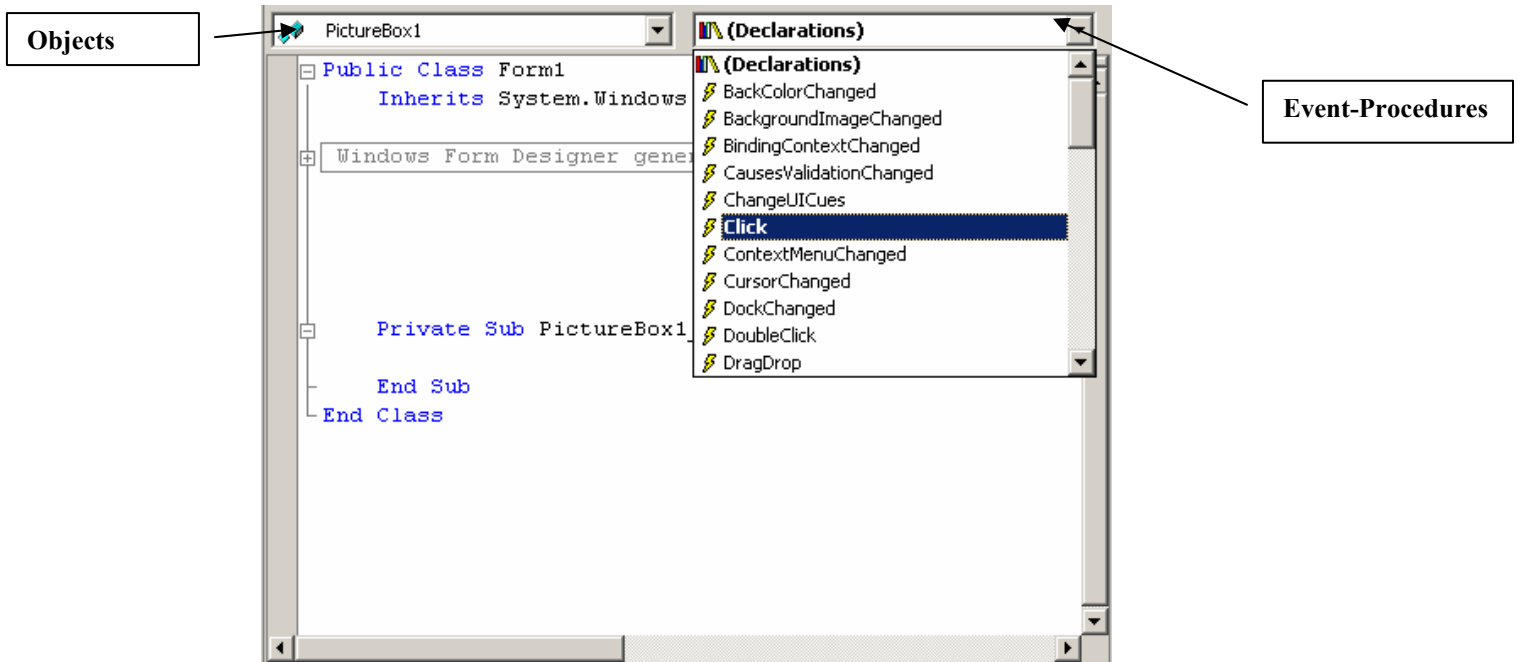 Objects
PictureBox1
(Declarations)
Event-Procedures
(Declarations)
BackColorChanged
BackgroundImageChanged
BindingContextChanged
CausesValidationChanged
ChangeUICues
Click
ContextMenuChanged
CursorChanged
DockChanged
DoubleClick
DragDrop
Public Class Form1
Inherits System.Windows
Windows Form Designer gener
Private Sub PictureBox1_
End Sub
End Class